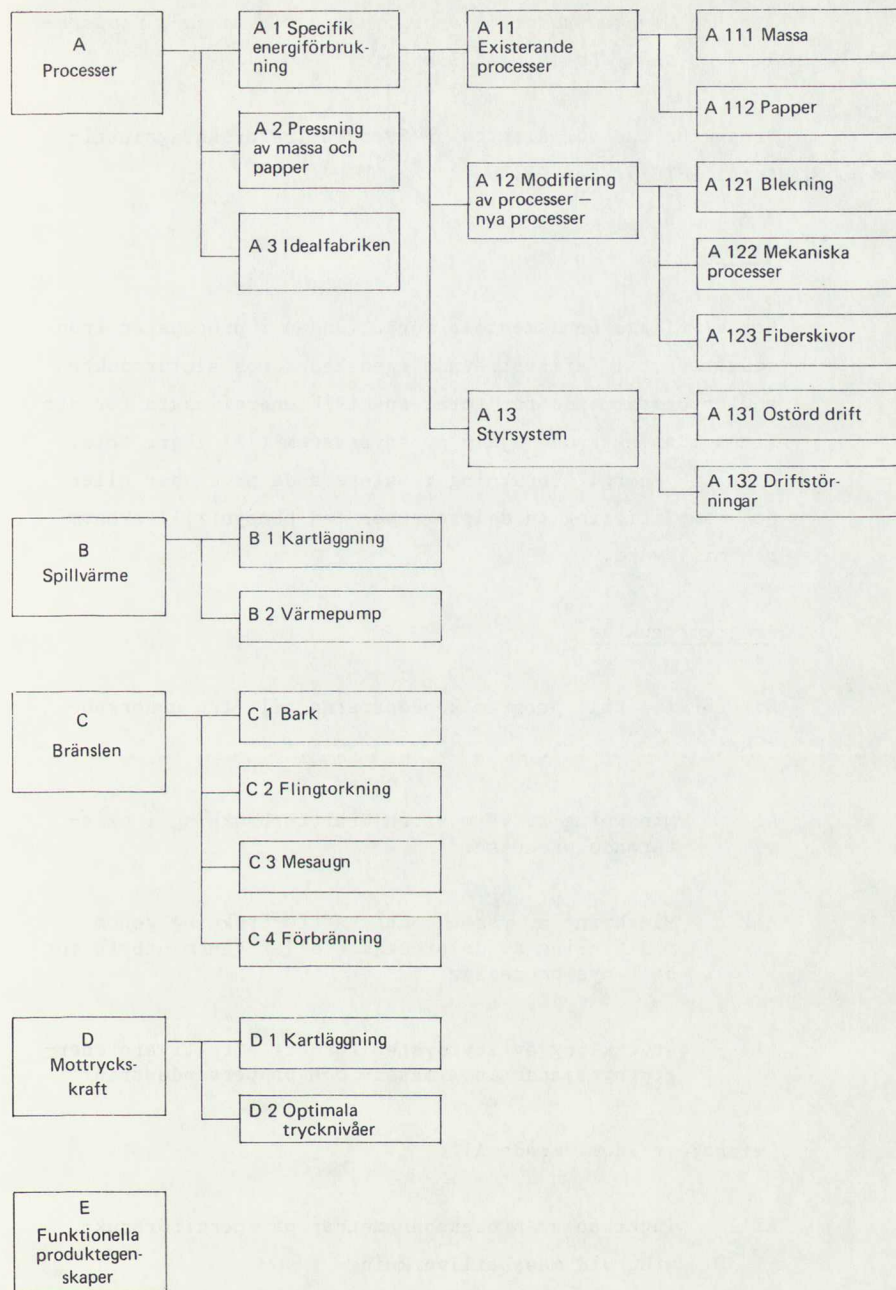 A
Processer
A 1 Specifik
energiförbruk-
ning
A 2 Pressning
av massa och
papper
A 3 Idealfabriken
A 11
Existerande
processer
A 111 Massa
A 112 Papper
A 12 Modifiering
av processer –
nya processer
A 121 Blekning
A 122 Mekaniska
processer
A 123 Fiberskivor
A 13
Styrsystem
A 131 Ostörd drift
A 132 Driftstör-
ningar
B
Spillvärme
B 1 Kartläggning
B 2 Värmepump
C
Bränslen
C 1 Bark
C 2 Flingtorkning
C 3 Mesaugn
C 4 Förbränning
D
Mottrycks-
kraft
D 1 Kartläggning
D 2 Optimala
trycknivåer
E
Funktionella
produktegen-
skaper